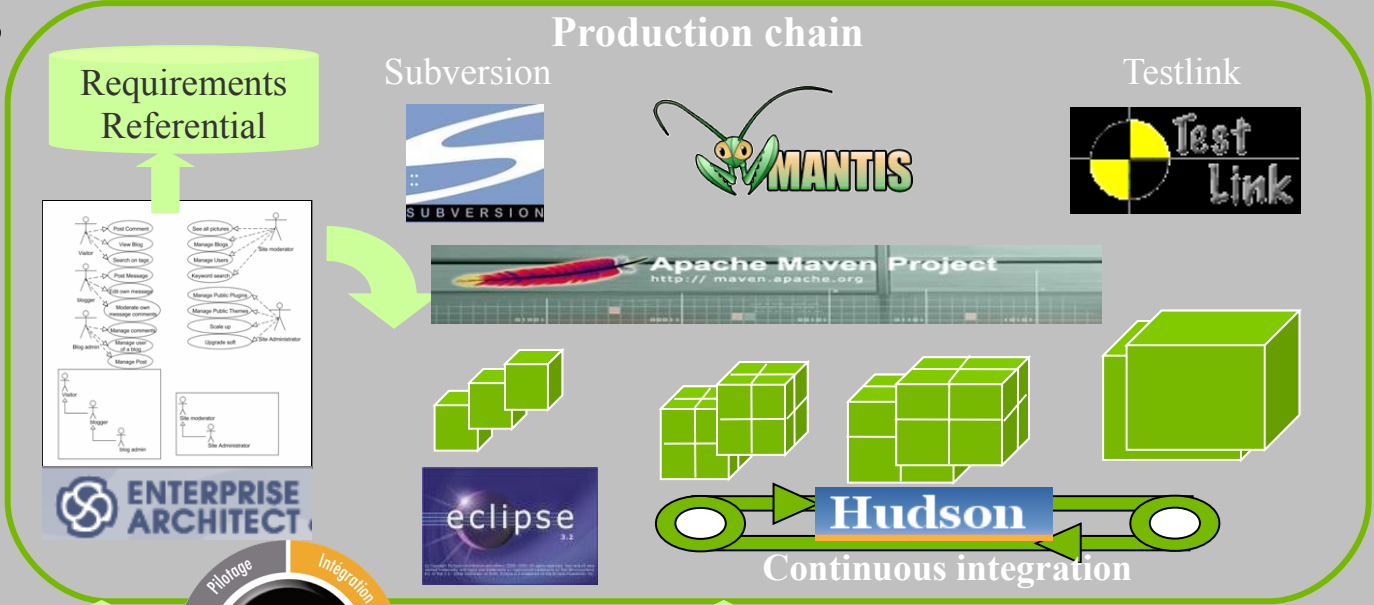 Production chain
Requirements
Referential
Subversion
Testlink
SUBVERSION
MANTIS
Test
Link
Apache Maven Project
http:// maven.apache.org
Post Comment
View Blog
Search on tags
Visitor
Post Message
Edit own message
blogger
Moderate own
message comments
Manage comments
Blog admin
Manage user
of a blog
Manage Post
See all pictures
Manage Blogs
Site moderator
Manage Users
Keyword search
Manage Public Plugins
Manage Public Themes
Scale up
Upgrade soft
Site Administrator
Visitor
blogger
blog admin
Site moderator
Site Administrator
ENTERPRISE
ARCHITECT
eclipse
3.2
Hudson
Continuous integration
Pilotage
Intégration